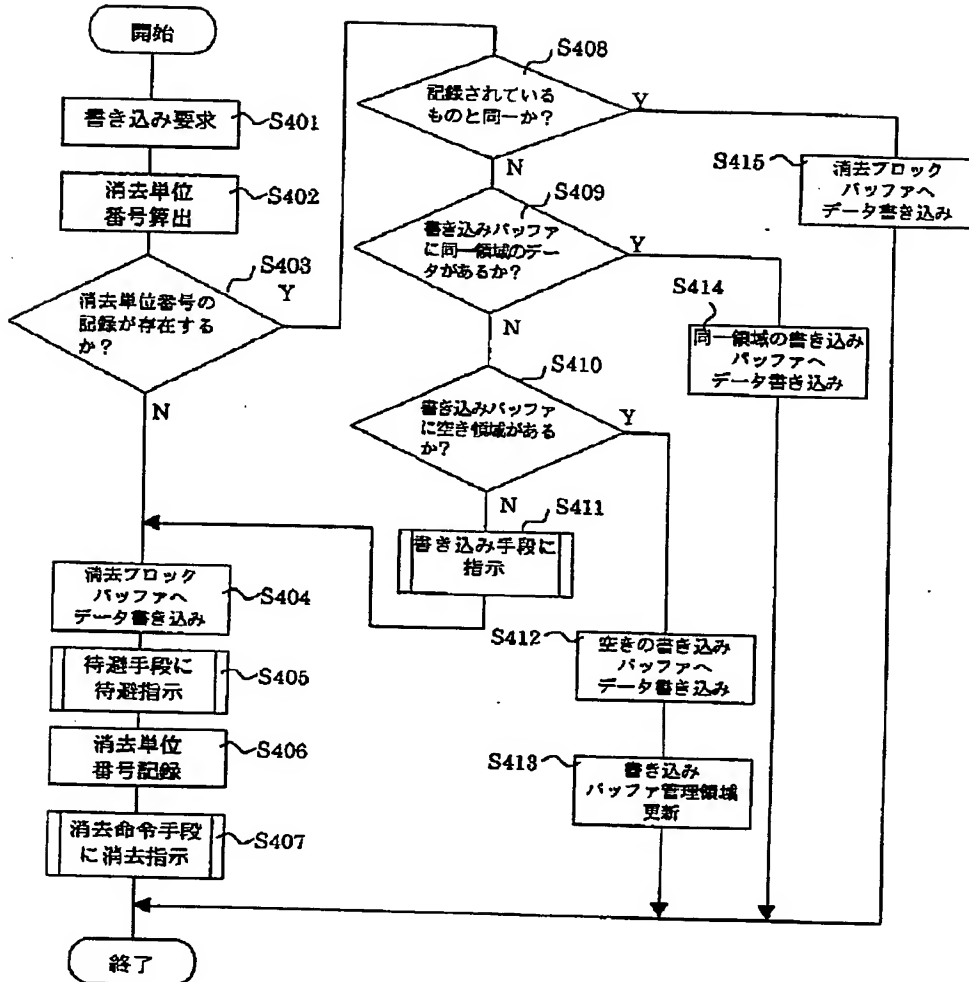 開始
書き込み要求
S401
消去単位
番号算出
S402
消去単位番号の
記録が存在する
か？
S403
Y
N
消去ブロック
バッファへ
データ書き込み
S404
待避手段に
待避指示
S405
消去単位
番号記録
S406
消去命令手段
に消去指示
S407
終了
記録されている
ものと同一か？
S408
Y
N
書き込みバッファ
に同一領域のデー
タがあるか？
S409
Y
N
書き込みバッファ
に空き領域がある
か？
S410
Y
N
書き込み手段に
指示
S411
S412
空きの書き込み
バッファへ
データ書き込み
S413
書き込み
バッファ管理領域
更新
S414
同一領域の書き込み
バッファへ
データ書き込み
S415
消去ブロック
バッファへ
データ書き込み